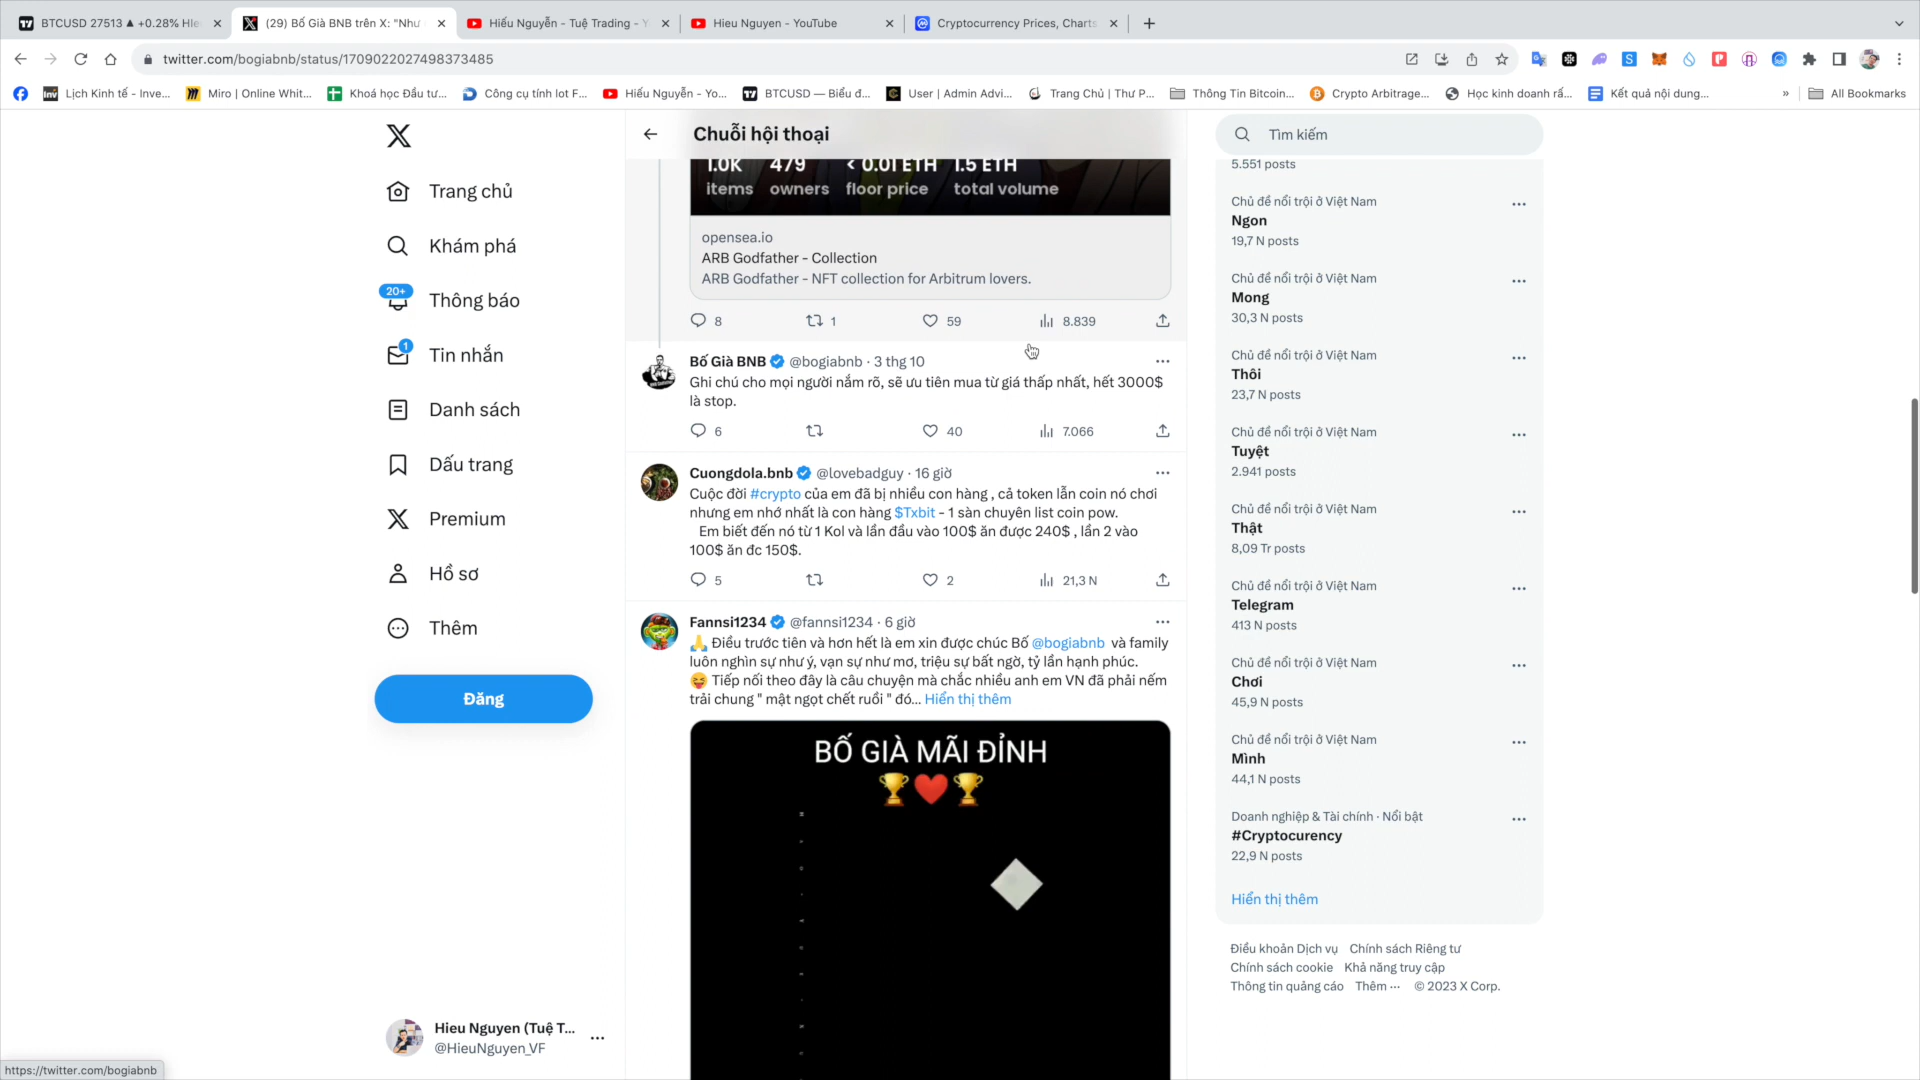 BTCUSD 27513 ▲ +0.28% Hie
(29) Bố Già BNB trên X: "Như
Hiếu Nguyễn - Tuệ Trading - Y
Hieu Nguyen - YouTube
Cryptocurrency Prices, Charts
twitter.com/bogiabnb/status/1709022027498373485
Lịch Kinh tế - Inve...
Miro | Online Whit...
Khoá học Đầu tư...
Công cụ tính lot F...
Hiếu Nguyễn - Yo...
BTCUSD — Biểu đ...
User | Admin Advi...
Trang Chủ | Thư P...
Thông Tin Bitcoin...
Crypto Arbitrage...
Học kinh doanh rấ...
Kết quả nội dung...
»
All Bookmarks
Trang chủ
Khám phá
20+
Thông báo
1
Tin nhắn
Danh sách
Dấu trang
Premium
Hồ sơ
Thêm
Đăng
Hieu Nguyen (Tuệ T...
@HieuNguyen_VF
https://twitter.com/bogiabnb
Chuỗi hội thoại
1.0K 479 < 0.01 ETH 1.5 ETH
items owners floor price total volume
opensea.io
ARB Godfather - Collection
ARB Godfather - NFT collection for Arbitrum lovers.
8 1 59 8.839
Bố Già BNB @bogiabnb · 3 thg 10
Ghi chú cho mọi người nắm rõ, sẽ ưu tiên mua từ giá thấp nhất, hết 3000$
là stop.
6 40 7.066
Cuongdola.bnb @lovebadguy · 16 giờ
Cuộc đời #crypto của em đã bị nhiều con hàng , cả token lẫn coin nó chơi
nhưng em nhớ nhất là con hàng $Txbit - 1 sàn chuyên list coin pow.
Em biết đến nó từ 1 Kol và lần đầu vào 100$ ăn được 240$ , lần 2 vào
100$ ăn đc 150$.
5 2 21,3 N
Fannsi1234 @fannsi1234 · 6 giờ
🙏 Điều trước tiên và hơn hết là em xin được chúc Bố @bogiabnb và family
luôn nghìn sự như ý, vạn sự như mơ, triệu sự bất ngờ, tỷ lần hạnh phúc.
😝 Tiếp nối theo đây là câu chuyện mà chắc nhiều anh em VN đã phải nếm
trải chung " mật ngọt chết ruồi " đó... Hiển thị thêm
BỐ GIÀ MÃI ĐỈNH
🏆❤️🏆
Tìm kiếm
5.551 posts
Chủ đề nổi trội ở Việt Nam
Ngon
19,7 N posts
Chủ đề nổi trội ở Việt Nam
Mong
30,3 N posts
Chủ đề nổi trội ở Việt Nam
Thôi
23,7 N posts
Chủ đề nổi trội ở Việt Nam
Tuyệt
2.941 posts
Chủ đề nổi trội ở Việt Nam
Thật
8,09 Tr posts
Chủ đề nổi trội ở Việt Nam
Telegram
413 N posts
Chủ đề nổi trội ở Việt Nam
Chơi
45,9 N posts
Chủ đề nổi trội ở Việt Nam
Mình
44,1 N posts
Doanh nghiệp & Tài chính · Nổi bật
#Cryptocurency
22,9 N posts
Hiển thị thêm
Điều khoản Dịch vụ Chính sách Riêng tư
Chính sách cookie Khả năng truy cập
Thông tin quảng cáo Thêm ··· © 2023 X Corp.